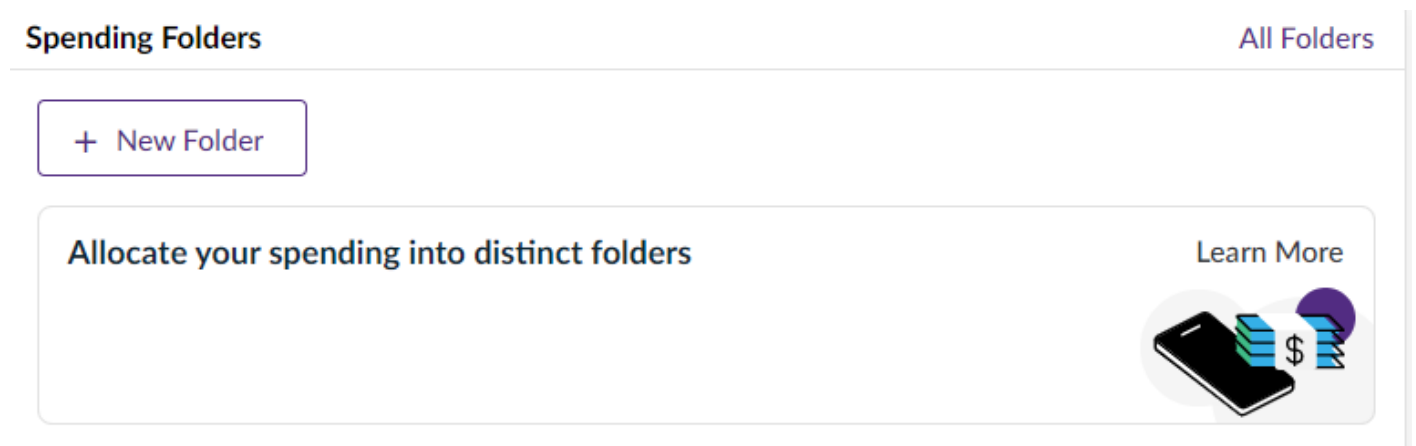 Spending Folders
All Folders
+ New Folder
Allocate your spending into distinct folders
Learn More
$